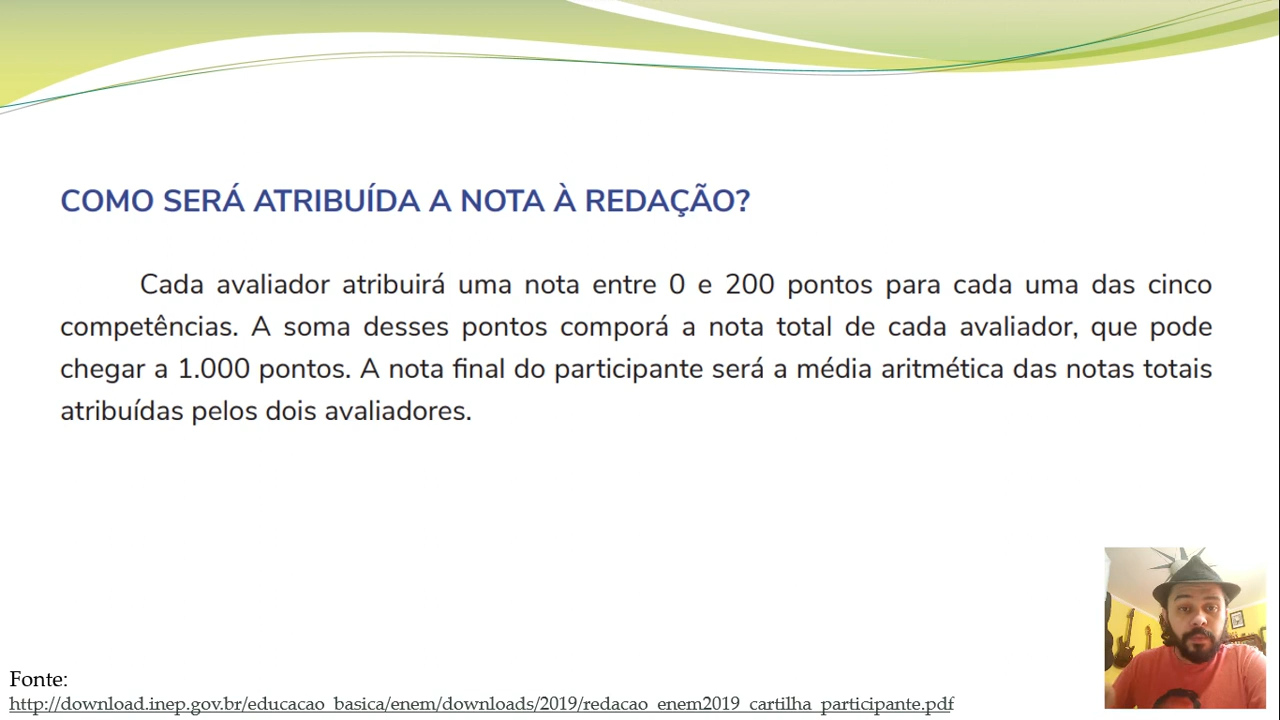 COMO SERÁ ATRIBUÍDA A NOTA À REDAÇÃO?
Cada avaliador atribuirá uma nota entre 0 e 200 pontos para cada uma das cinco
competências. A soma desses pontos comporá a nota total de cada avaliador, que pode
chegar a 1.000 pontos. A nota final do participante será a média aritmética das notas totais
atribuídas pelos dois avaliadores.
Fonte:
http://download.inep.gov.br/educacao_basica/enem/downloads/2019/redacao_enem2019_cartilha_participante.pdf